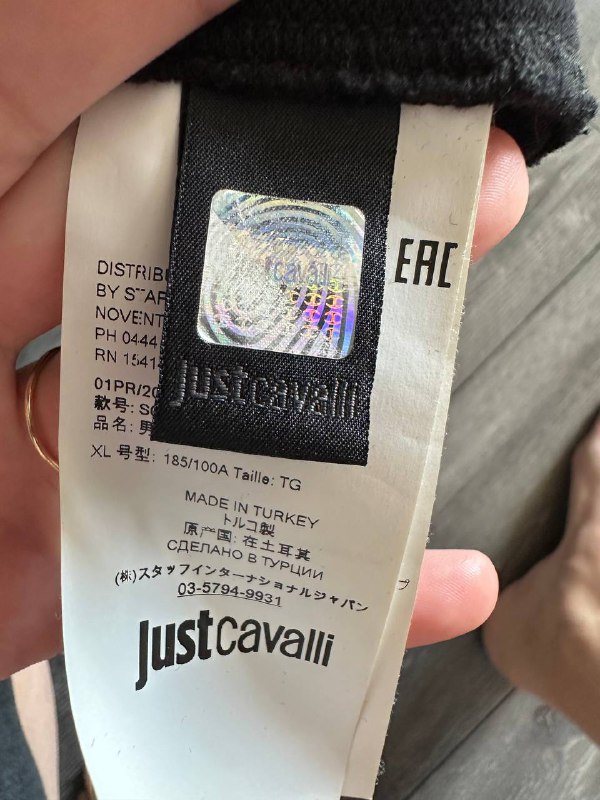 cavalli
EAC
DISTRIB
BY STAF
NOVENT
PH 0444
RN 1541
justcavalli
01PR/20
款号: SO
品名: 男
XL 号型: 185/100A Taille: TG
MADE IN TURKEY
トルコ製
原产国: 在土耳其
СДЕЛАНО В ТУРЦИИ
(株)スタッフインターナショナルジャパン
03-5794-9931
justcavalli